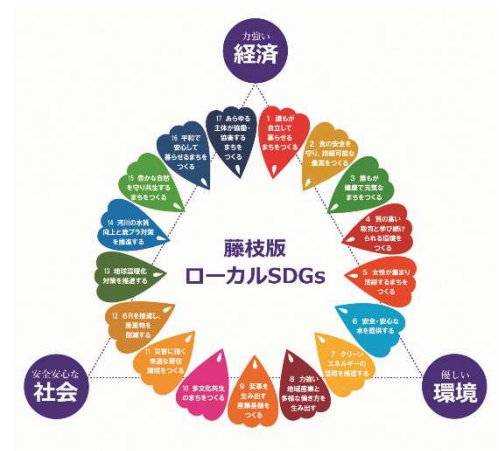 力強い
経済
1 誰もが
自立して
暮らせる
まちをつくる
2 食の安全を
守り、持続可能な
農業をつくる
3 誰もが
健康で元気な
まちをつくる
4 質の高い
教育と学び続け
られる環境を
つくる
5 女性が集まり
活躍するまちを
つくる
6 安全・安心な
水を提供する
7 クリーン
エネルギーの
活用を推進する
8 力強い
地域産業と
多様な働き方を
生み出す
9 変革を
生み出す
産業基盤を
つくる
10 多文化共生
のまちをつくる
11 災害に強く
快適な居住
環境をつくる
12 6Rを推進し、
廃棄物を
削減する
13 地球温暖化
対策を推進する
14 河川の水質
向上と廃プラ対策
を推進する
15 豊かな自然
を守り共生する
まちをつくる
16 平和で
安心して
暮らせるまちを
つくる
17 あらゆる
主体が協働・
協奏する
まちを
つくる
藤枝版
ローカルSDGs
安全安心な
社会
優しい
環境